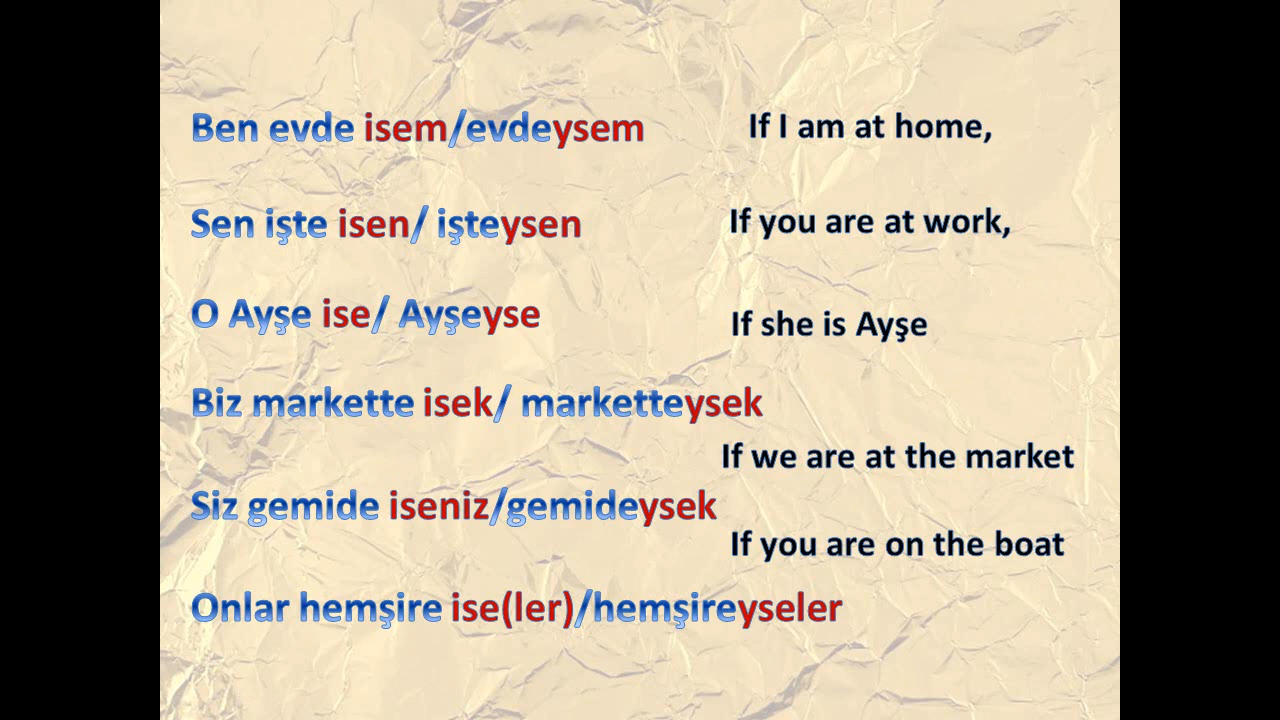 Ben evde isem/evdeysem If I am at home,
Sen işte isen/ işteysen If you are at work,
O Ayşe ise/ Ayşeyse If she is Ayşe
Biz markette isek/ marketteysek
If we are at the market
Siz gemide iseniz/gemideysek
If you are on the boat
Onlar hemşire ise(ler)/hemşireyseler